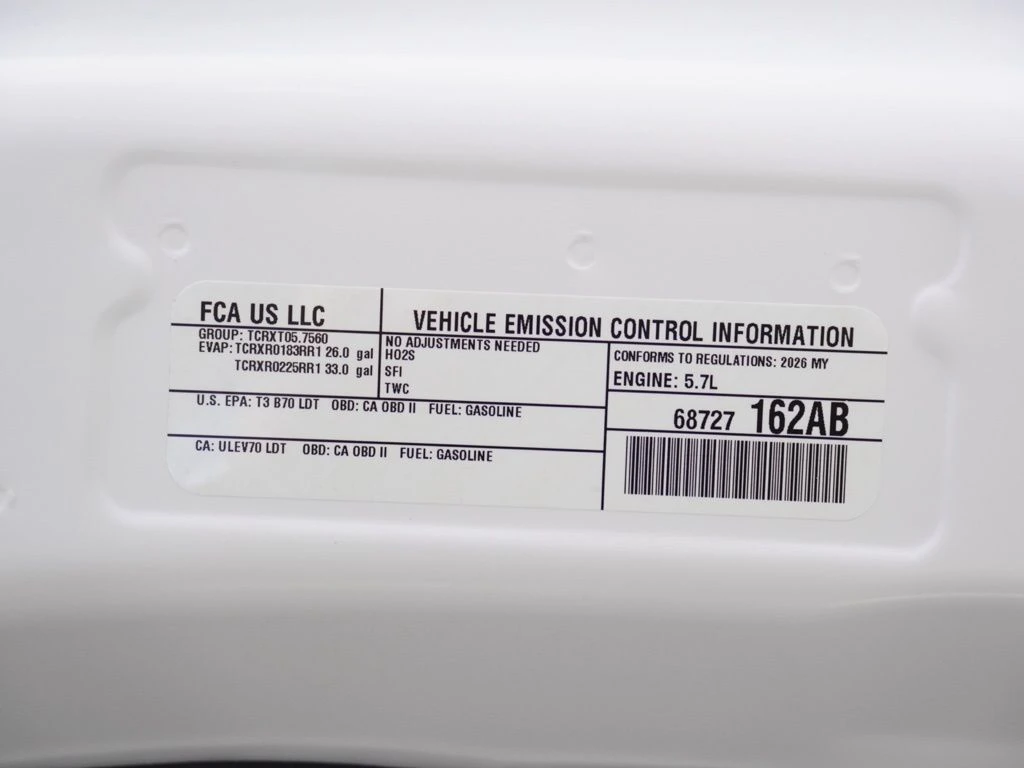 FCA US LLC
VEHICLE EMISSION CONTROL INFORMATION
GROUP: TCRXT05.7560
EVAP: TCRXR0183RR1 26.0 gal
TCRXR0225RR1 33.0 gal
NO ADJUSTMENTS NEEDED
HO2S
SFI
TWC
CONFORMS TO REGULATIONS: 2026 MY
ENGINE: 5.7L
U.S. EPA: T3 B70 LDT OBD: CA OBD II FUEL: GASOLINE
68727 162AB
CA: ULEV70 LDT OBD: CA OBD II FUEL: GASOLINE